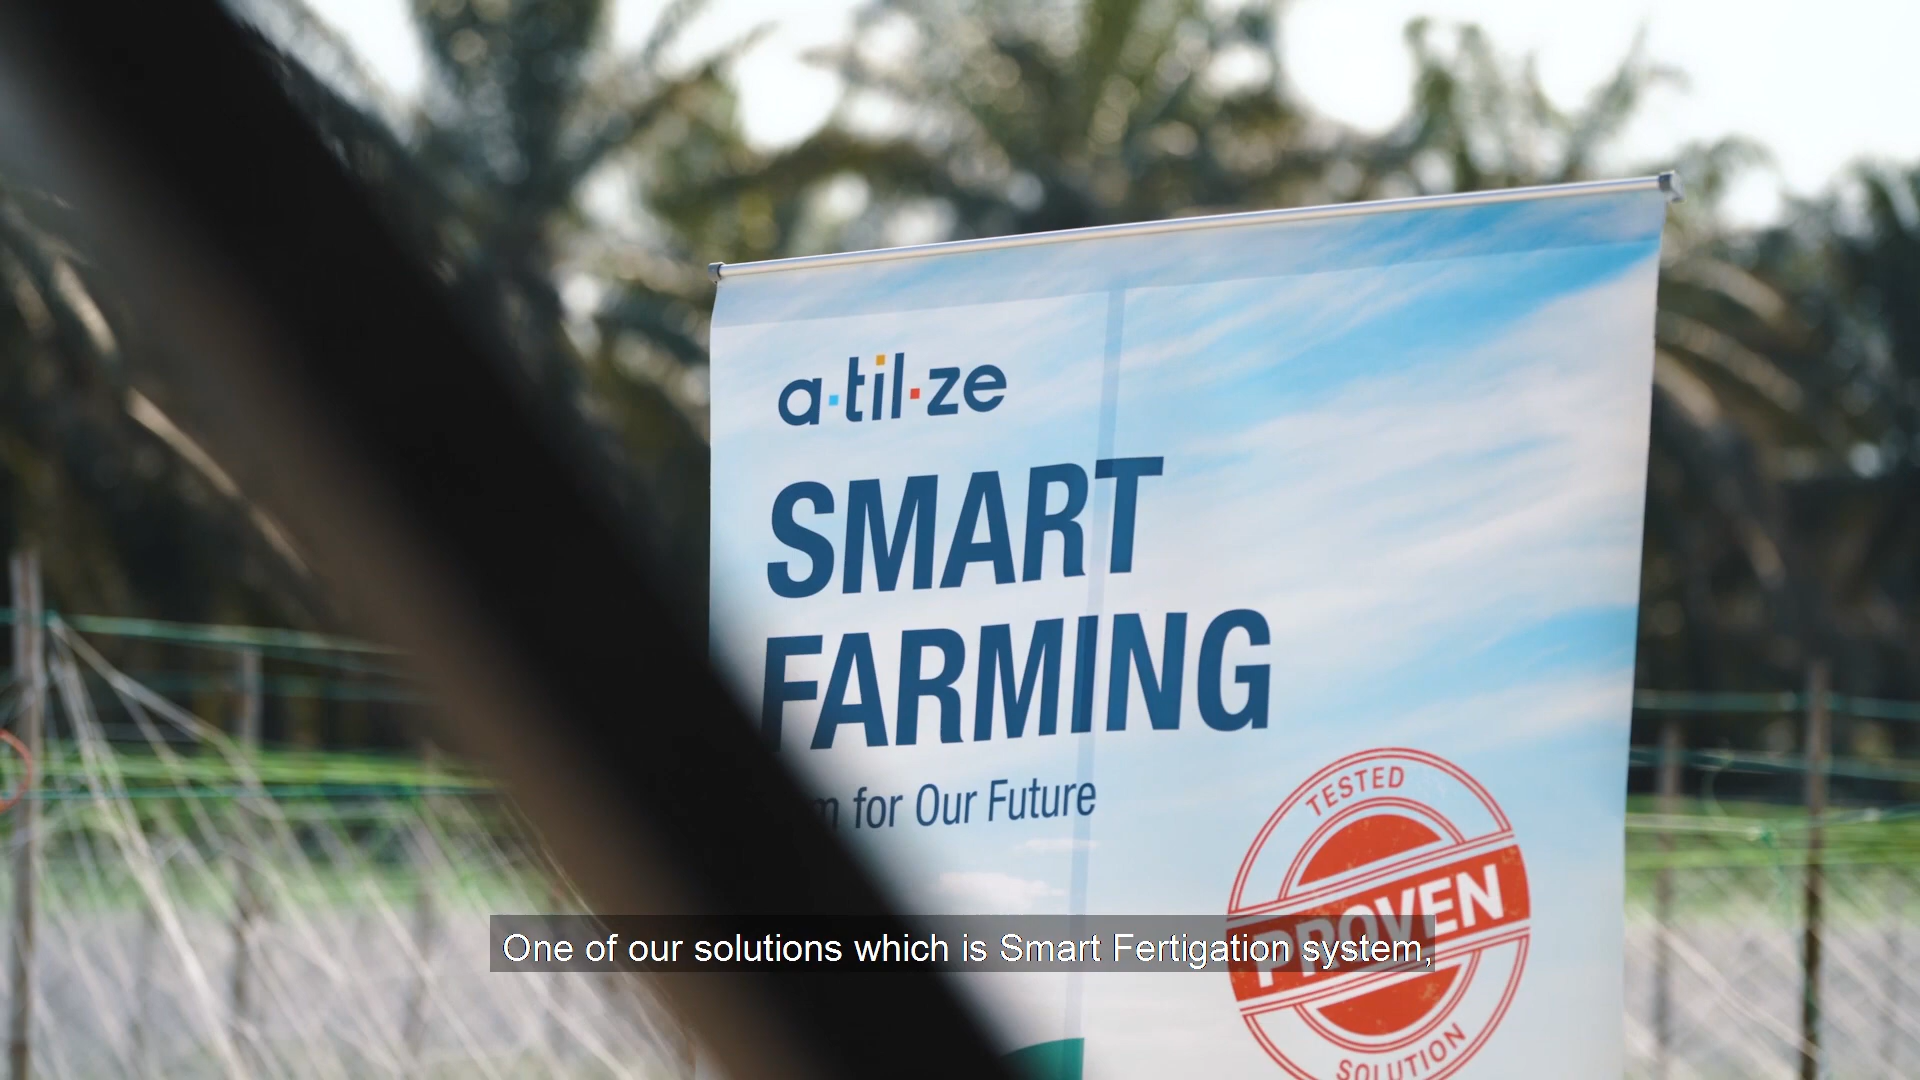 a·til·ze
SMART
FARMING
for Our Future
TESTED
PROVEN
SOLUTION
One of our solutions which is Smart Fertigation system,